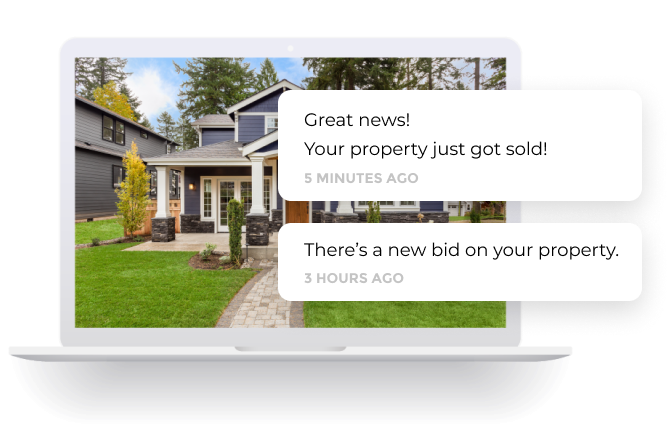 Great news!
Your property just got sold!
5 MINUTES AGO
There’s a new bid on your property.
3 HOURS AGO